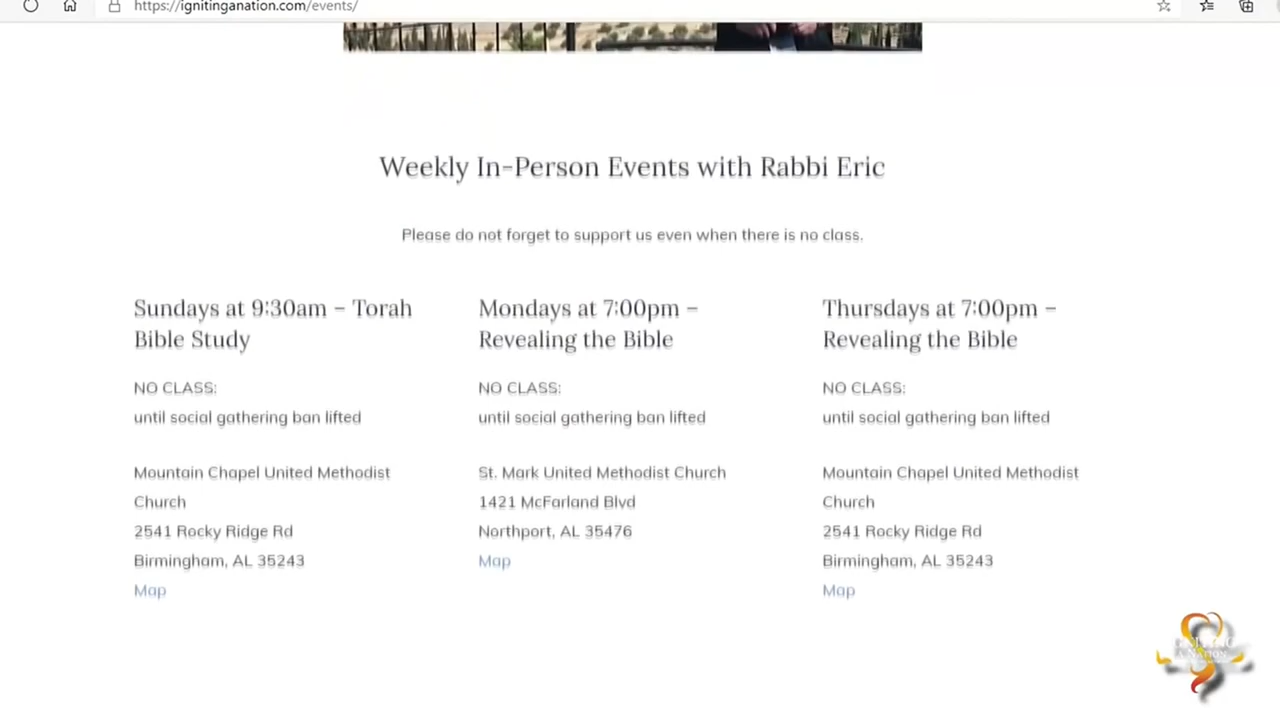 https://ignitinganation.com/events/
Weekly In-Person Events with Rabbi Eric
Please do not forget to support us even when there is no class.
Sundays at 9:30am – Torah
Bible Study
NO CLASS:
until social gathering ban lifted
Mountain Chapel United Methodist
Church
2541 Rocky Ridge Rd
Birmingham, AL 35243
Map
Mondays at 7:00pm –
Revealing the Bible
NO CLASS:
until social gathering ban lifted
St. Mark United Methodist Church
1421 McFarland Blvd
Northport, AL 35476
Map
Thursdays at 7:00pm –
Revealing the Bible
NO CLASS:
until social gathering ban lifted
Mountain Chapel United Methodist
Church
2541 Rocky Ridge Rd
Birmingham, AL 35243
Map